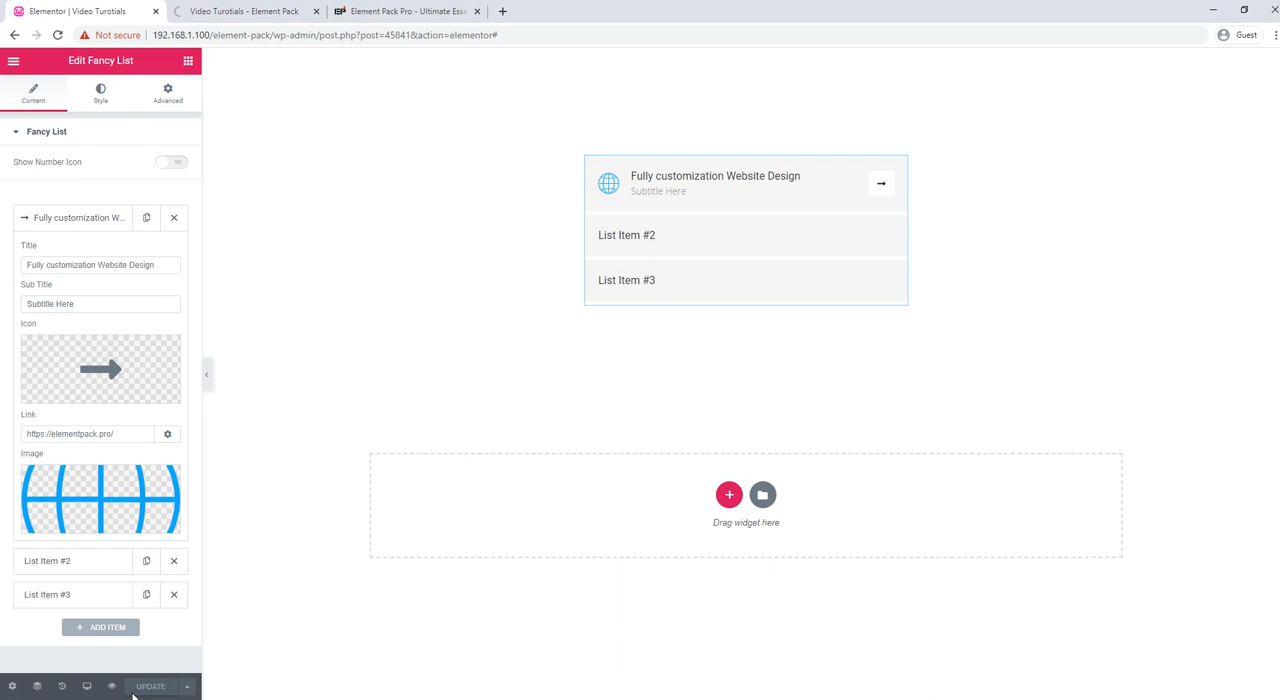 Elementor | Video Turotials
Video Turotials - Element Pack
Element Pack Pro - Ultimate Esse
Not secure
192.168.1.100/element-pack/wp-admin/post.php?post=45841&action=elementor#
Guest
Edit Fancy List
Content
Style
Advanced
Fancy List
Show Number Icon
NO
Fully customization W...
Title
Fully customization Website Design
Sub Title
Subtitle Here
Icon
Link
https://elementpack.pro/
Image
List Item #2
List Item #3
+ ADD ITEM
UPDATE
Fully customization Website Design
Subtitle Here
List Item #2
List Item #3
Drag widget here